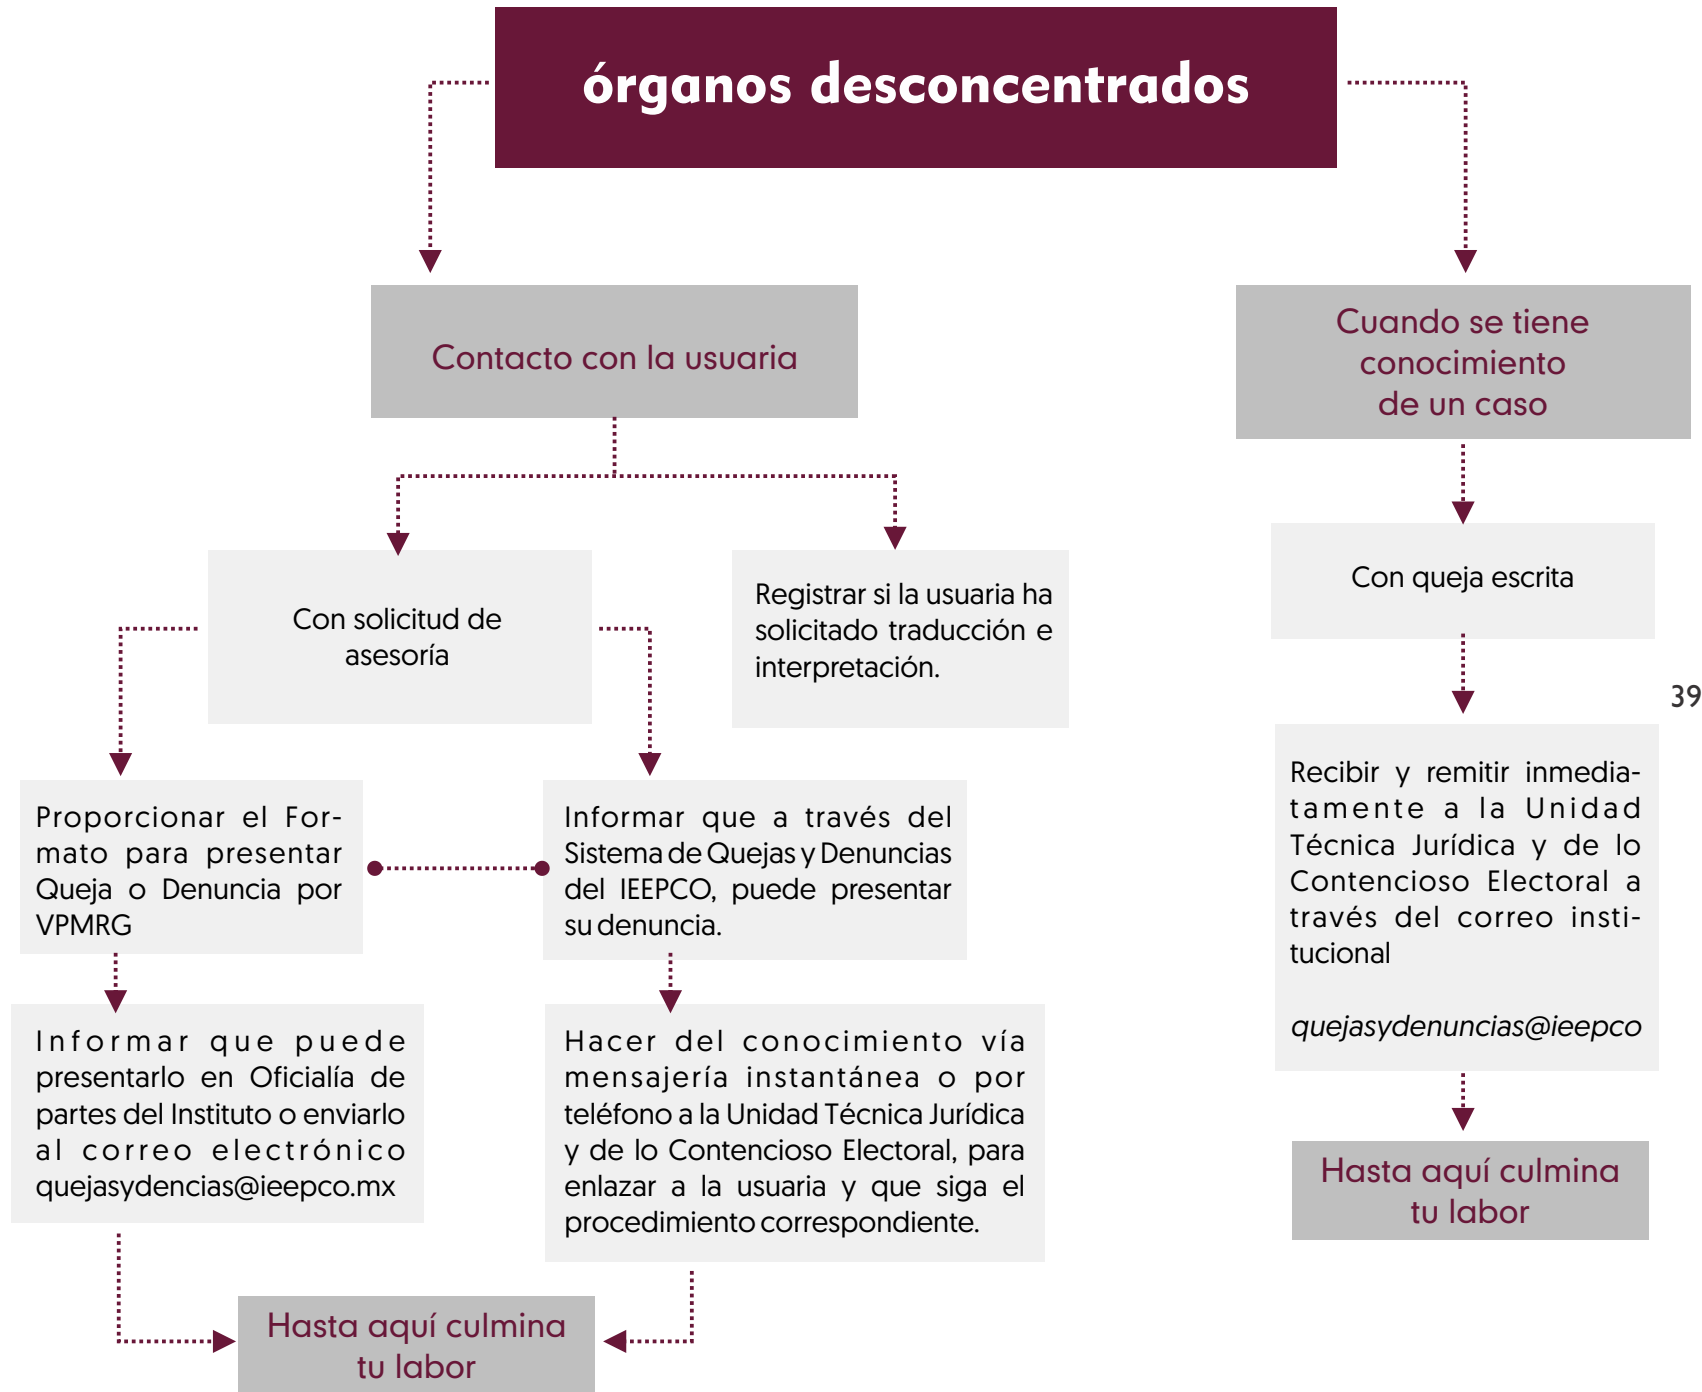 órganos desconcentrados
Contacto con la usuaria
Cuando se tiene
conocimiento
de un caso
Con solicitud de
asesoría
Registrar si la usuaria ha
solicitado traducción e
interpretación.
Con queja escrita
39
Proporcionar el For-
mato para presentar
Queja o Denuncia por
VPMRG
Informar que a través del
Sistema de Quejas y Denuncias
del IEEPCO, puede presentar
su denuncia.
Recibir y remitir inmedia-
tamente a la Unidad
Técnica Jurídica y de lo
Contencioso Electoral a
través del correo insti-
tucional
quejasydenuncias@ieepco
Informar que puede
presentarlo en Oficialía de
partes del Instituto o enviarlo
al correo electrónico
quejasydencias@ieepco.mx
Hacer del conocimiento vía
mensajería instantánea o por
teléfono a la Unidad Técnica Jurídica
y de lo Contencioso Electoral, para
enlazar a la usuaria y que siga el
procedimiento correspondiente.
Hasta aquí culmina
tu labor
Hasta aquí culmina
tu labor